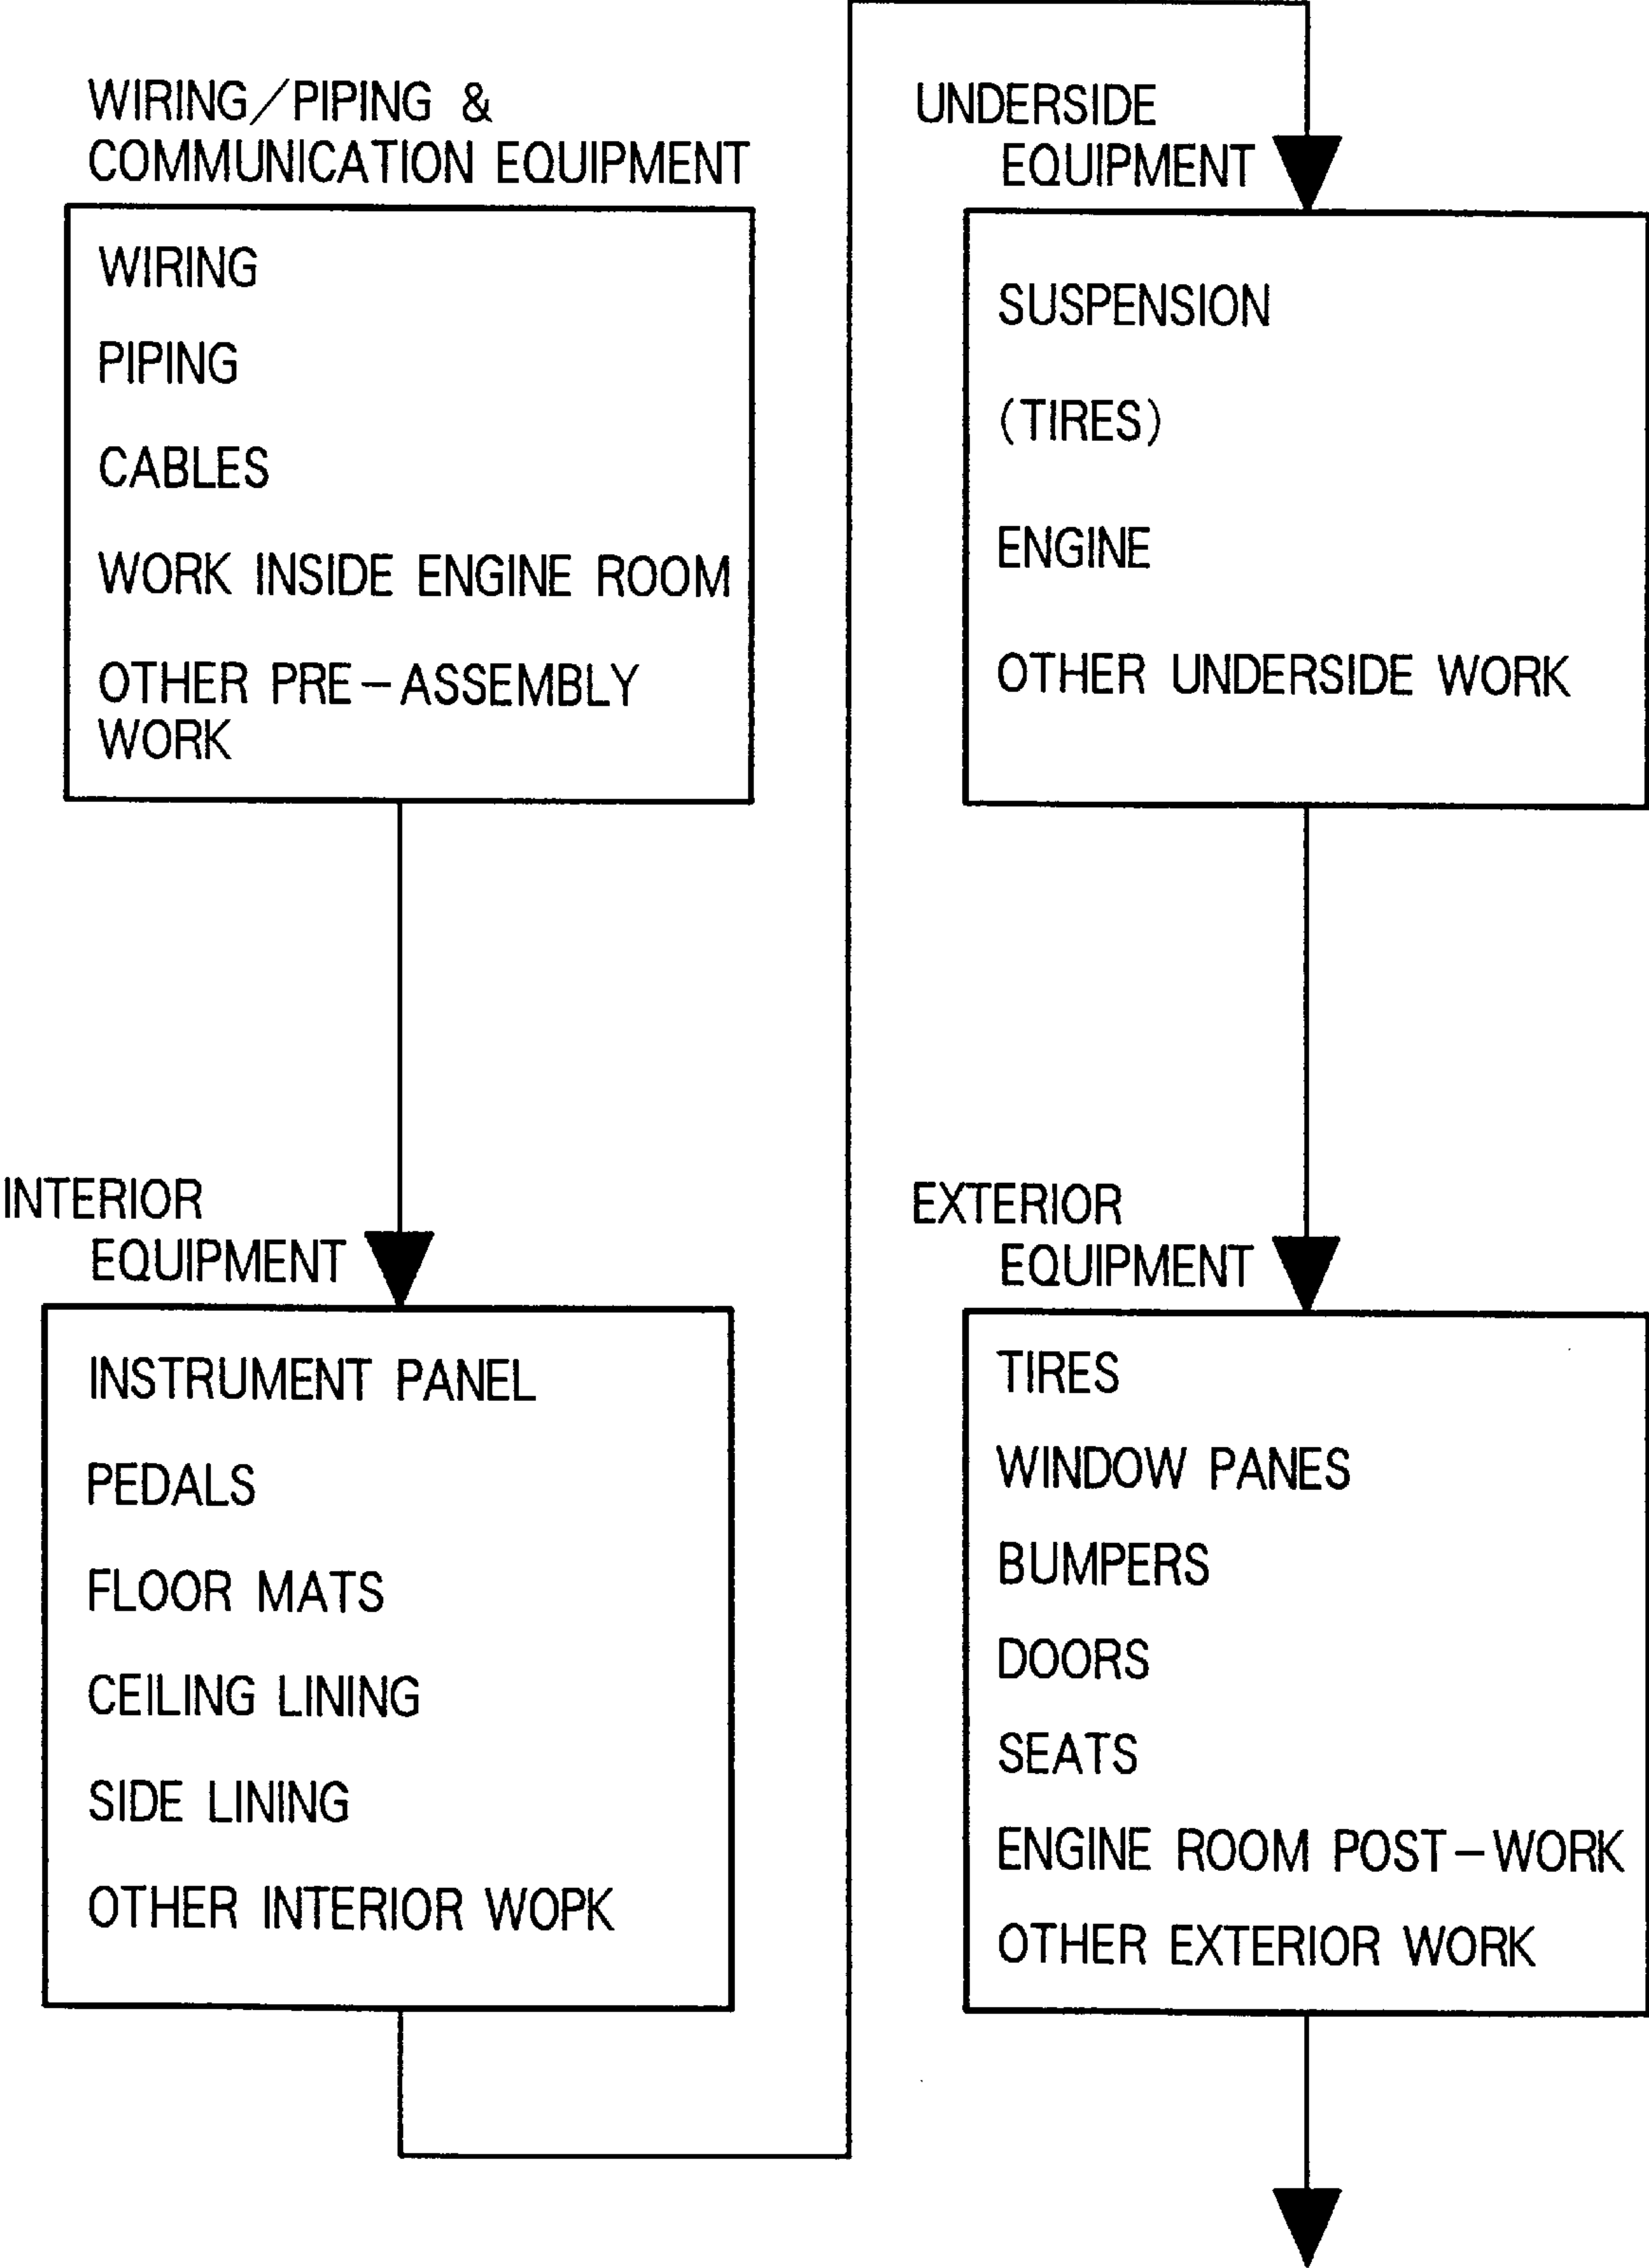 WIRING/PIPING &
COMMUNICATION EQUIPMENT
WIRING
PIPING
CABLES
WORK INSIDE ENGINE ROOM
OTHER PRE-ASSEMBLY
WORK
INTERIOR
EQUIPMENT
INSTRUMENT PANEL
PEDALS
FLOOR MATS
CEILING LINING
SIDE LINING
OTHER INTERIOR WOPK
UNDERSIDE
EQUIPMENT
SUSPENSION
(TIRES)
ENGINE
OTHER UNDERSIDE WORK
EXTERIOR
EQUIPMENT
TIRES
WINDOW PANES
BUMPERS
DOORS
SEATS
ENGINE ROOM POST-WORK
OTHER EXTERIOR WORK